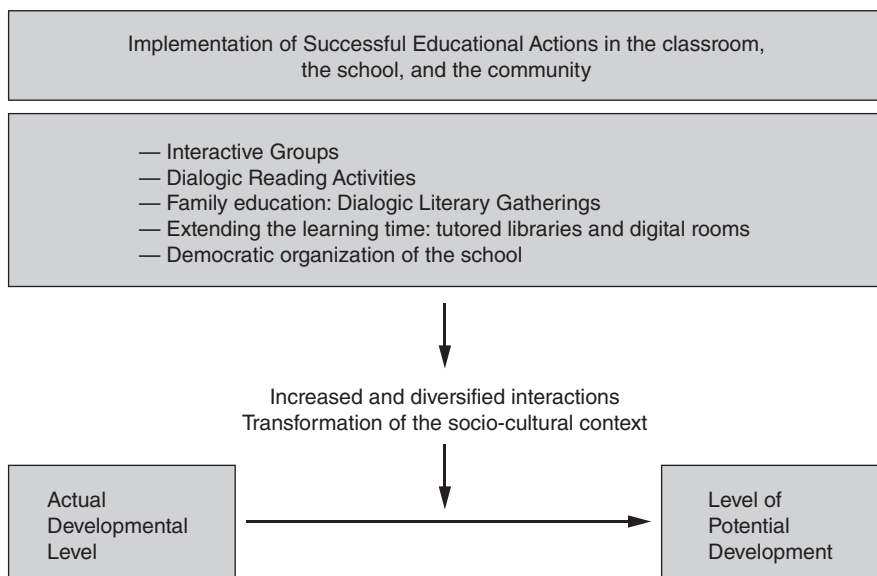 Implementation of Successful Educational Actions in the classroom,
the school, and the community
— Interactive Groups
— Dialogic Reading Activities
— Family education: Dialogic Literary Gatherings
— Extending the learning time: tutored libraries and digital rooms
— Democratic organization of the school
Increased and diversified interactions
Transformation of the socio-cultural context
Actual
Developmental
Level
Level of
Potential
Development